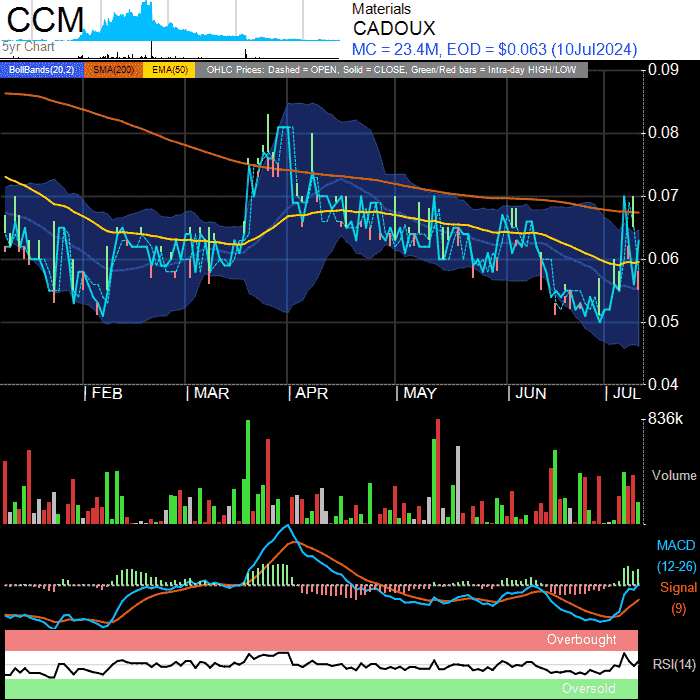 CCM
5yr Chart
Materials
CADOUX
MC = 23.4M, EOD = $0.063 (10Jul2024)
BollBands(20,2) SMA(200) EMA(50) OHLC Prices: Dashed = OPEN, Solid = CLOSE, Green/Red bars = Intra-day HIGH/LOW
0.09
0.08
0.07
0.06
0.05
0.04
FEB MAR APR MAY JUN JUL
836k
Volume
MACD
(12-26)
Signal
(9)
Overbought
RSI(14)
Oversold